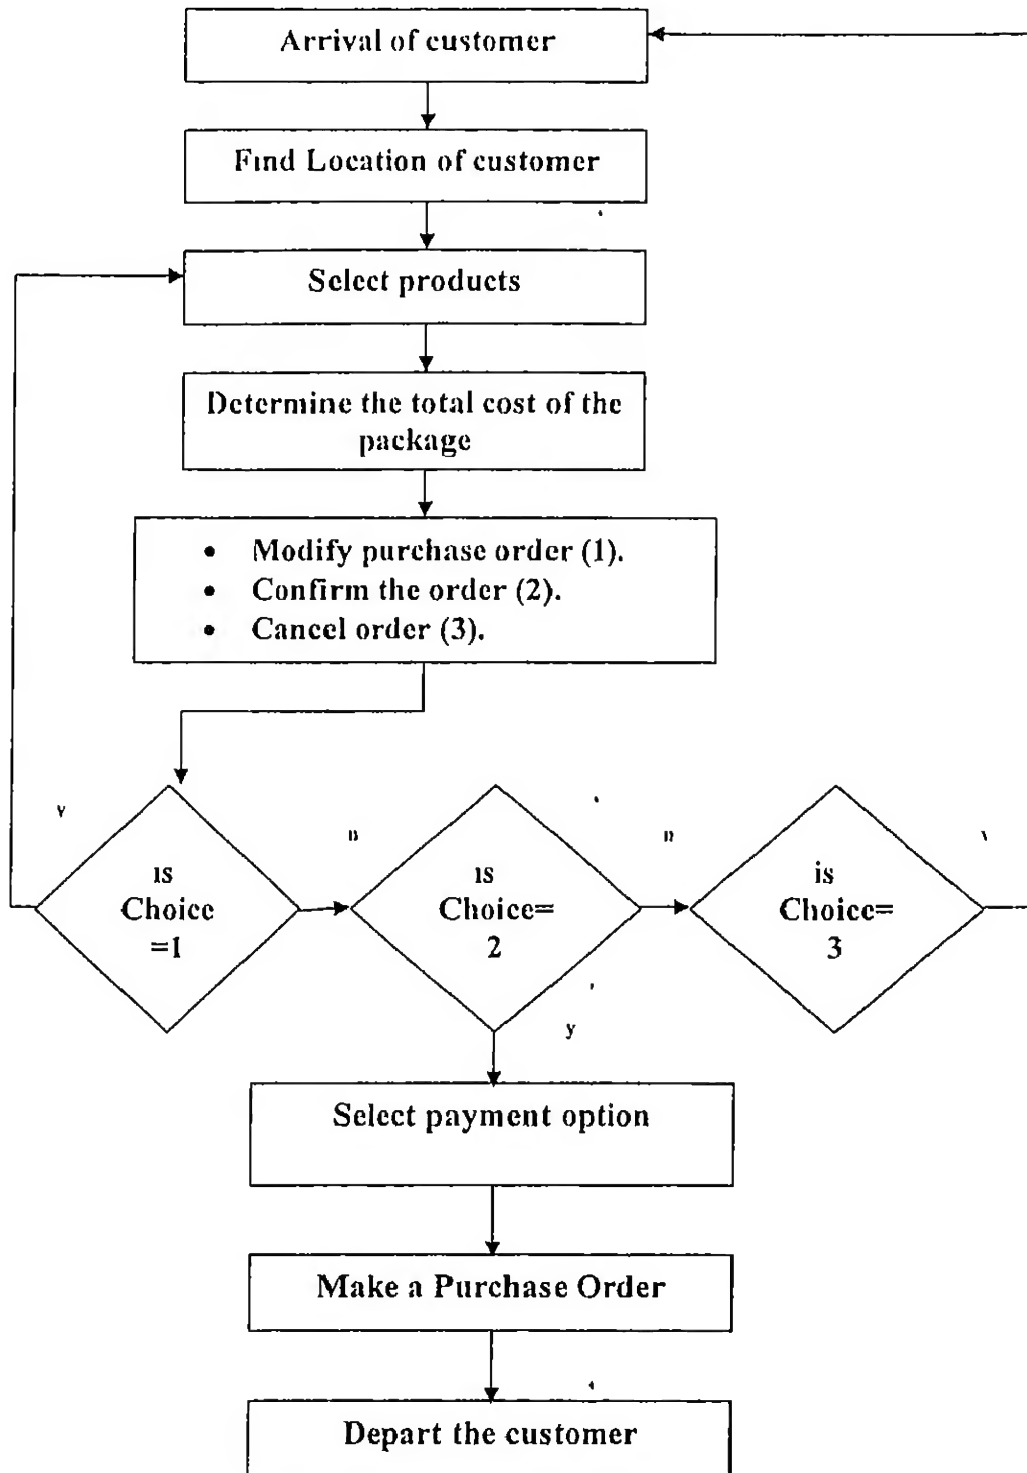 Arrival of customer
Find Location of customer
Select products
Determine the total cost of the
package
• Modify purchase order (1).
• Confirm the order (2).
• Cancel order (3).
y
n
n
y
is
Choice
=1
is
Choice=
2
is
Choice=
3
y
Select payment option
Make a Purchase Order
Depart the customer